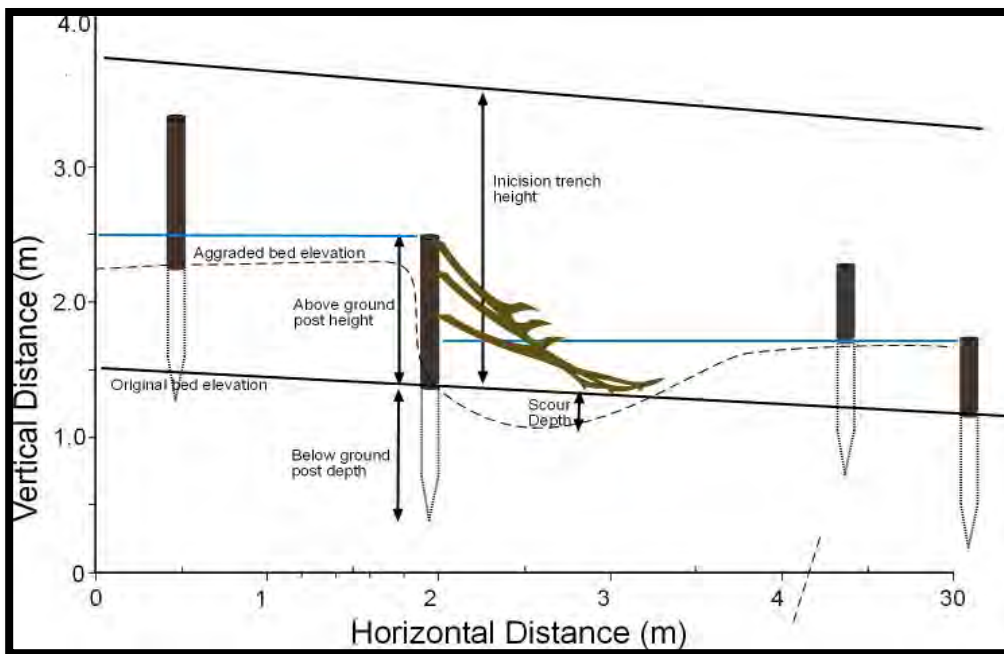 4.0
3.0
2.0
1.0
0
Vertical Distance (m)
Inicision trench
height
Aggraded bed elevation
Above ground
post height
Original bed elevation
Scour
Depth
Below ground
post depth
0 1 2 3 4 30
Horizontal Distance (m)